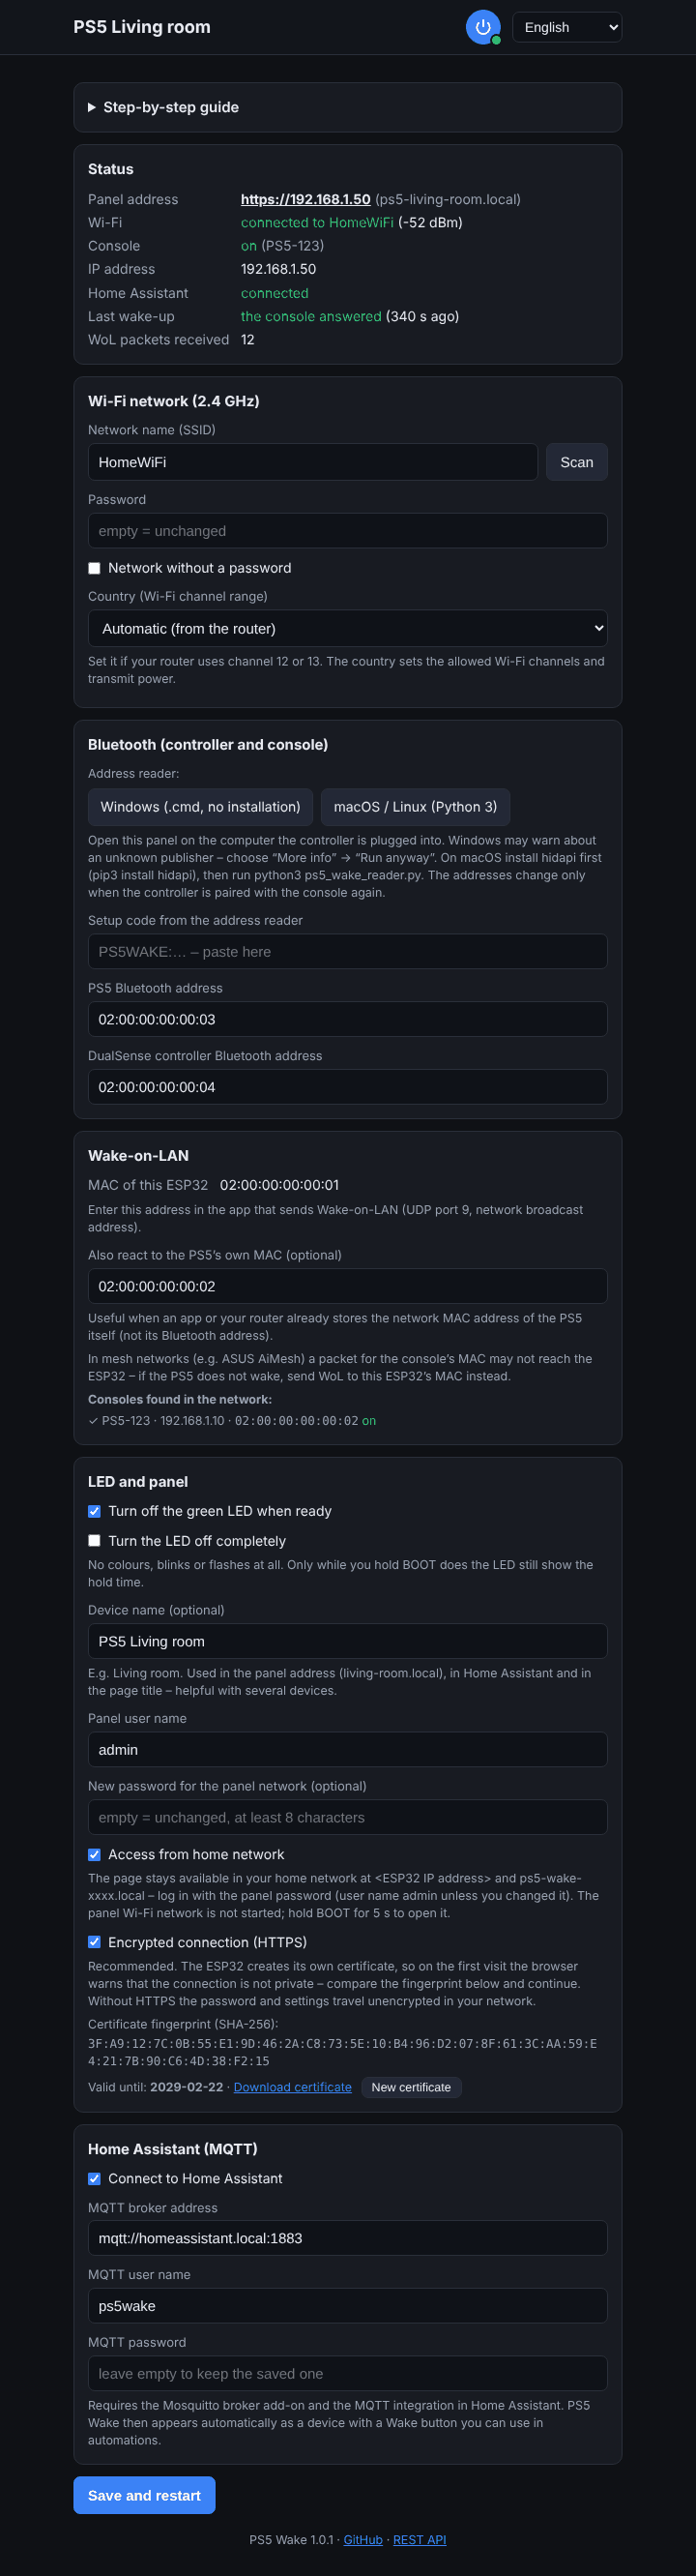 PS5 Living room
English
Step-by-step guide
Status
Panel address https://192.168.1.50 (ps5-living-room.local)
Wi-Fi connected to HomeWiFi (-52 dBm)
Console on (PS5-123)
IP address 192.168.1.50
Home Assistant connected
Last wake-up the console answered (340 s ago)
WoL packets received 12
Wi-Fi network (2.4 GHz)
Network name (SSID)
HomeWiFi Scan
Password
empty = unchanged
Network without a password
Country (Wi-Fi channel range)
Automatic (from the router)
Set it if your router uses channel 12 or 13. The country sets the allowed Wi-Fi channels and
transmit power.
Bluetooth (controller and console)
Address reader:
Windows (.cmd, no installation) macOS / Linux (Python 3)
Open this panel on the computer the controller is plugged into. Windows may warn about
an unknown publisher – choose “More info” → “Run anyway”. On macOS install hidapi first
(pip3 install hidapi), then run python3 ps5_wake_reader.py. The addresses change only
when the controller is paired with the console again.
Setup code from the address reader
PS5WAKE:… – paste here
PS5 Bluetooth address
02:00:00:00:00:03
DualSense controller Bluetooth address
02:00:00:00:00:04
Wake-on-LAN
MAC of this ESP32 02:00:00:00:00:01
Enter this address in the app that sends Wake-on-LAN (UDP port 9, network broadcast
address).
Also react to the PS5’s own MAC (optional)
02:00:00:00:00:02
Useful when an app or your router already stores the network MAC address of the PS5
itself (not its Bluetooth address).
In mesh networks (e.g. ASUS AiMesh) a packet for the console’s MAC may not reach the
ESP32 – if the PS5 does not wake, send WoL to this ESP32’s MAC instead.
Consoles found in the network:
✓ PS5-123 · 192.168.1.10 · 02:00:00:00:00:02 on
LED and panel
Turn off the green LED when ready
Turn the LED off completely
No colours, blinks or flashes at all. Only while you hold BOOT does the LED still show the
hold time.
Device name (optional)
PS5 Living room
E.g. Living room. Used in the panel address (living-room.local), in Home Assistant and in
the page title – helpful with several devices.
Panel user name
admin
New password for the panel network (optional)
empty = unchanged, at least 8 characters
Access from home network
The page stays available in your home network at <ESP32 IP address> and ps5-wake-
xxxx.local – log in with the panel password (user name admin unless you changed it). The
panel Wi-Fi network is not started; hold BOOT for 5 s to open it.
Encrypted connection (HTTPS)
Recommended. The ESP32 creates its own certificate, so on the first visit the browser
warns that the connection is not private – compare the fingerprint below and continue.
Without HTTPS the password and settings travel unencrypted in your network.
Certificate fingerprint (SHA-256):
3F:A9:12:7C:0B:55:E1:9D:46:2A:C8:73:5E:10:B4:96:D2:07:8F:61:3C:AA:59:E
4:21:7B:90:C6:4D:38:F2:15
Valid until: 2029-02-22 · Download certificate New certificate
Home Assistant (MQTT)
Connect to Home Assistant
MQTT broker address
mqtt://homeassistant.local:1883
MQTT user name
ps5wake
MQTT password
leave empty to keep the saved one
Requires the Mosquitto broker add-on and the MQTT integration in Home Assistant. PS5
Wake then appears automatically as a device with a Wake button you can use in
automations.
Save and restart
PS5 Wake 1.0.1 · GitHub · REST API